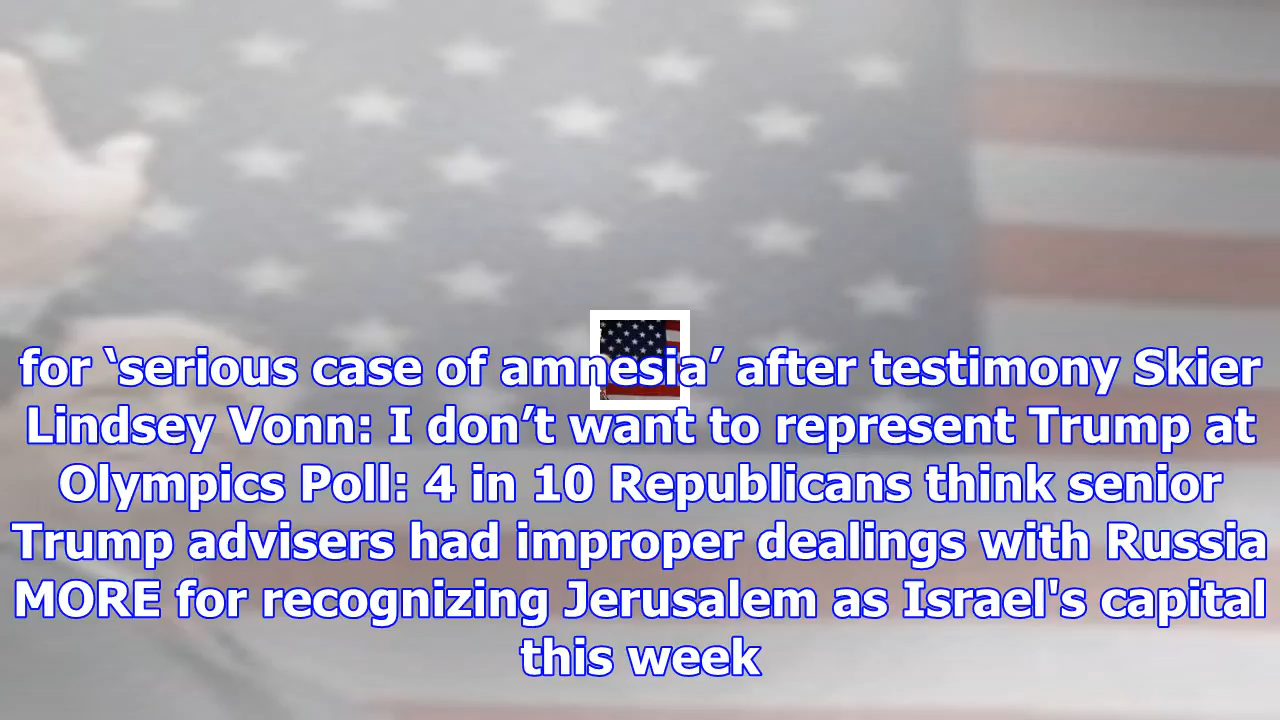 for ‘serious case of amnesia’ after testimony Skier
Lindsey Vonn: I don’t want to represent Trump at
Olympics Poll: 4 in 10 Republicans think senior
Trump advisers had improper dealings with Russia
MORE for recognizing Jerusalem as Israel's capital
this week